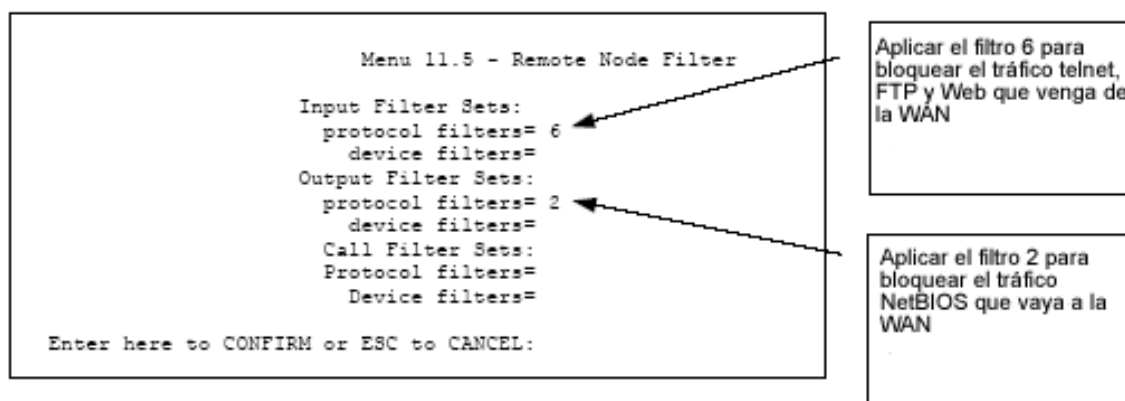 Menu 11.5 - Remote Node Filter
Input Filter Sets:
protocol filters= 6
device filters=
Output Filter Sets:
protocol filters= 2
device filters=
Call Filter Sets:
Protocol filters=
Device filters=
Enter here to CONFIRM or ESC to CANCEL:
Aplicar el filtro 6 para
bloquear el tráfico telnet,
FTP y Web que venga de
la WAN
Aplicar el filtro 2 para
bloquear el tráfico
NetBIOS que vaya a la
WAN